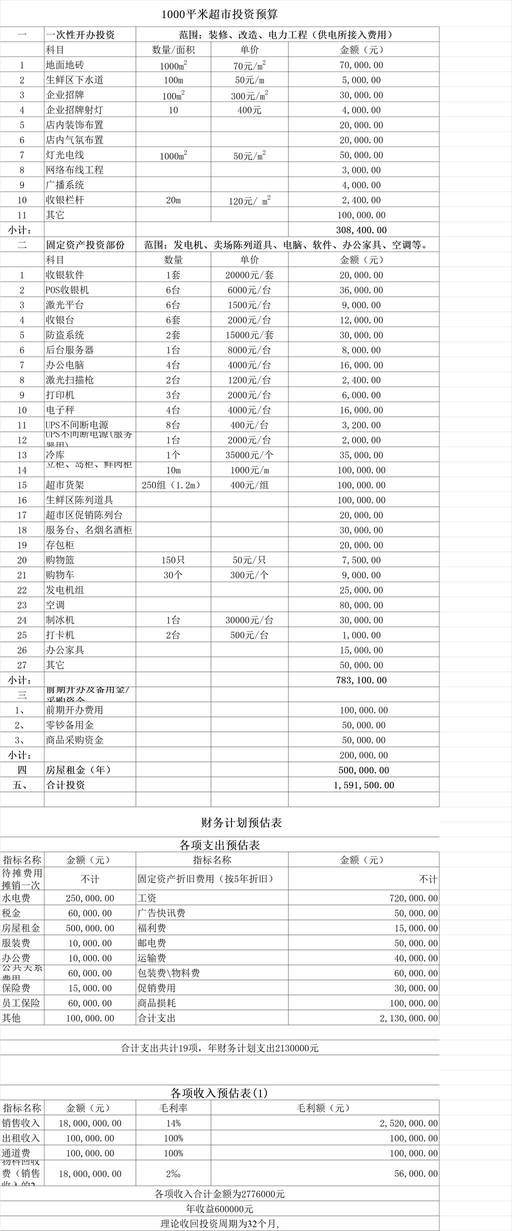 1000平米超市投资预算
一 一次性开办投资 范围：装修、改造、电力工程（供电所接入费用）
科目 数量/面积 单价 金额（元）
1 地面地砖 1000m² 70元/m² 70,000.00
2 生鲜区下水道 100m 50元/m 5,000.00
3 企业招牌 100m² 300元/m² 30,000.00
4 企业招牌射灯 10 400元 4,000.00
5 店内装饰布置 20,000.00
6 店内气氛布置 20,000.00
7 灯光电线 1000m² 50元/m² 50,000.00
8 网络布线工程 3,000.00
9 广播系统 4,000.00
10 收银栏杆 20m 120元/ m² 2,400.00
11 其它 100,000.00
小计： 308,400.00
二 固定资产投资部份 范围：发电机、卖场陈列道具、电脑、软件、办公家具、空调等。
科目 数量 单价 金额（元）
1 收银软件 1套 20000元/套 20,000.00
2 POS收银机 6台 6000元/台 36,000.00
3 激光平台 6台 1500元/台 9,000.00
4 收银台 6套 2000元/台 12,000.00
5 防盗系统 2套 15000元/套 30,000.00
6 后台服务器 1台 8000元/台 8,000.00
7 办公电脑 4台 4000元/台 16,000.00
8 激光扫描枪 2台 1200元/台 2,400.00
9 打印机 3台 2000元/台 6,000.00
10 电子秤 4台 4000元/台 16,000.00
11 UPS不间断电源 8台 400元/台 3,200.00
12 UPS不间断电源(服务器用) 1台 2000元/台 2,000.00
13 冷库 1个 35000元/个 35,000.00
14 立柜、岛柜、鲜肉柜 10m 1000元/m 100,000.00
15 超市货架 250组（1.2m） 400元/组 100,000.00
16 生鲜区陈列道具 100,000.00
17 超市区促销陈列台 20,000.00
18 服务台、名烟名酒柜 30,000.00
19 存包柜 20,000.00
20 购物篮 150只 50元/只 7,500.00
21 购物车 30个 300元/个 9,000.00
22 发电机组 25,000.00
23 空调 80,000.00
24 制冰机 1台 30000元/台 30,000.00
25 打卡机 2台 500元/台 1,000.00
26 办公家具 15,000.00
27 其它 50,000.00
小计： 783,100.00
三 前期开办及备用金/采购资金
1、 前期开办费用 100,000.00
2、 零钞备用金 50,000.00
3、 商品采购资金 50,000.00
小计： 200,000.00
四 房屋租金（年） 500,000.00
五、 合计投资 1,591,500.00
财务计划预估表
各项支出预估表
指标名称 金额（元） 指标名称 金额（元）
待摊费用摊销一次 不计 固定资产折旧费用（按5年折旧） 不计
水电费 250,000.00 工资 720,000.00
税金 60,000.00 广告快讯费 50,000.00
房屋租金 500,000.00 福利费 15,000.00
服装费 10,000.00 邮电费 50,000.00
办公费 10,000.00 运输费 40,000.00
公共关系费用 60,000.00 包装费\物料费 60,000.00
保险费 15,000.00 促销费用 30,000.00
员工保险 60,000.00 商品损耗 100,000.00
其他 100,000.00 合计支出 2,130,000.00
合计支出共计19项，年财务计划支出2130000元
各项收入预估表(1)
指标名称 金额（元） 毛利率 毛利额（元）
销售收入 18,000,000.00 14% 2,520,000.00
出租收入 100,000.00 100% 100,000.00
通道费 100,000.00 100% 100,000.00
费（销售 18,000,000.00 2‰ 56,000.00
各项收入合计金额为2776000元
年收益600000元
理论收回投资周期为32个月,